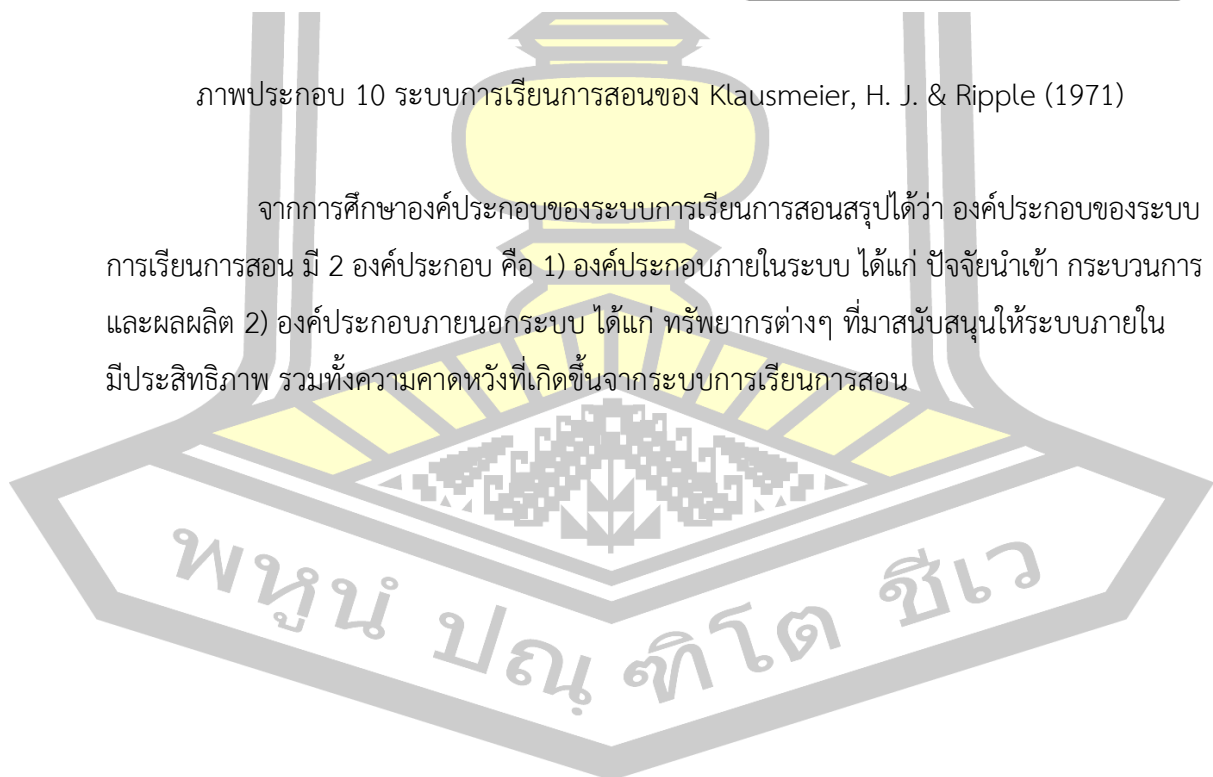 ภาพประกอบ 10 ระบบการเรียนการสอนของ Klausmeier, H. J. & Ripple (1971)
จากการศึกษาองค์ประกอบของระบบการเรียนการสอนสรุปได้ว่า องค์ประกอบของระบบ
การเรียนการสอน มี 2 องค์ประกอบ คือ 1) องค์ประกอบภายในระบบ ได้แก่ ปัจจัยนำเข้า กระบวนการ
และผลผลิต 2) องค์ประกอบภายนอกระบบ ได้แก่ ทรัพยากรต่างๆ ที่มาสนับสนุนให้ระบบภายใน
มีประสิทธิภาพ รวมทั้งความคาดหวังที่เกิดขึ้นจากระบบการเรียนการสอน
พหูนํ ปณฺฑิโต ชีเว